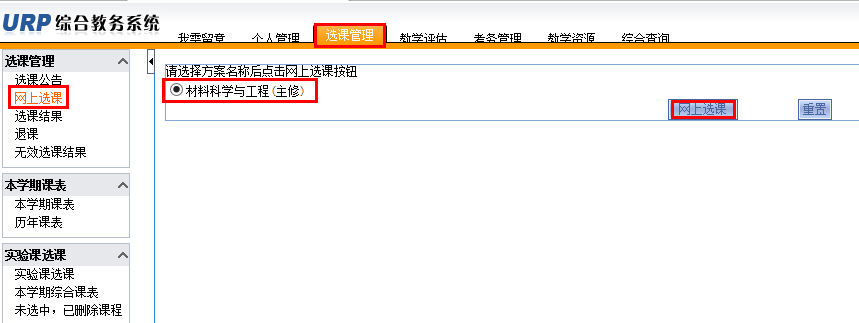 URP 综合教务系统
我需留意 个人管理 选课管理 教学评估 考务管理 教学资源 综合查询
选课管理
选课公告
网上选课
选课结果
退课
无效选课结果
本学期课表
本学期课表
历年课表
实验课选课
实验课选课
本学期综合课表
未选中，已删除课程
请选择方案名称后点击网上选课按钮
材料科学与工程(主修)
网上选课 重置